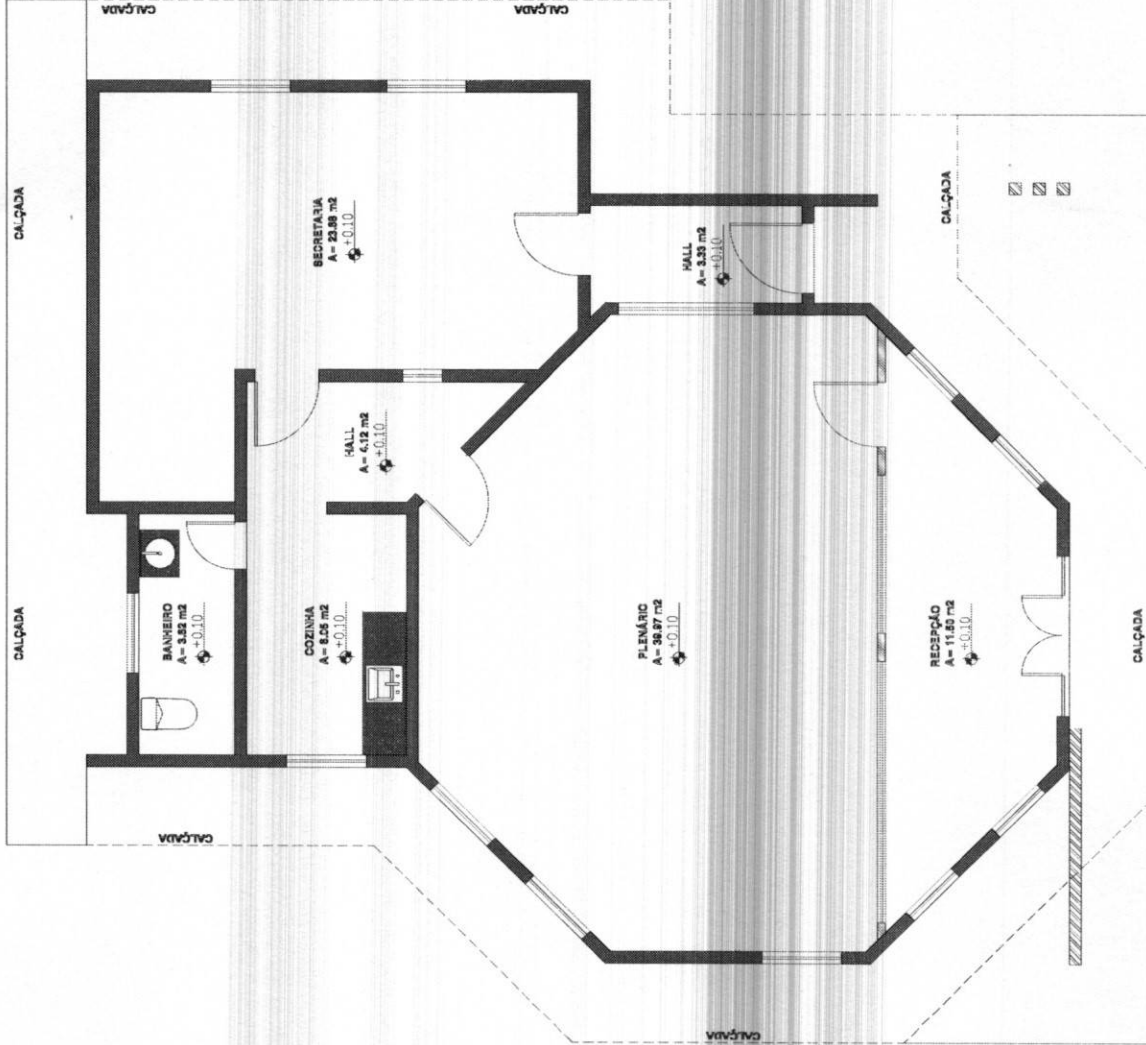 CALÇADA
CALÇADA
CALÇADA
SECRETARIA
A= 23.88 m2
+0.10
HALL
A= 3.33 m2
+0.10
CALÇADA
HALL
A= 4.12 m2
+0.10
CALÇADA
BANHEIRO
A= 3.52 m2
+0.10
COZINHA
A= 8.05 m2
+0.10
PLENÁRIO
A= 39.97 m2
+0.10
RECEPÇÃO
A= 11.50 m2
+0.10
CALÇADA
CALÇADA
CALÇADA